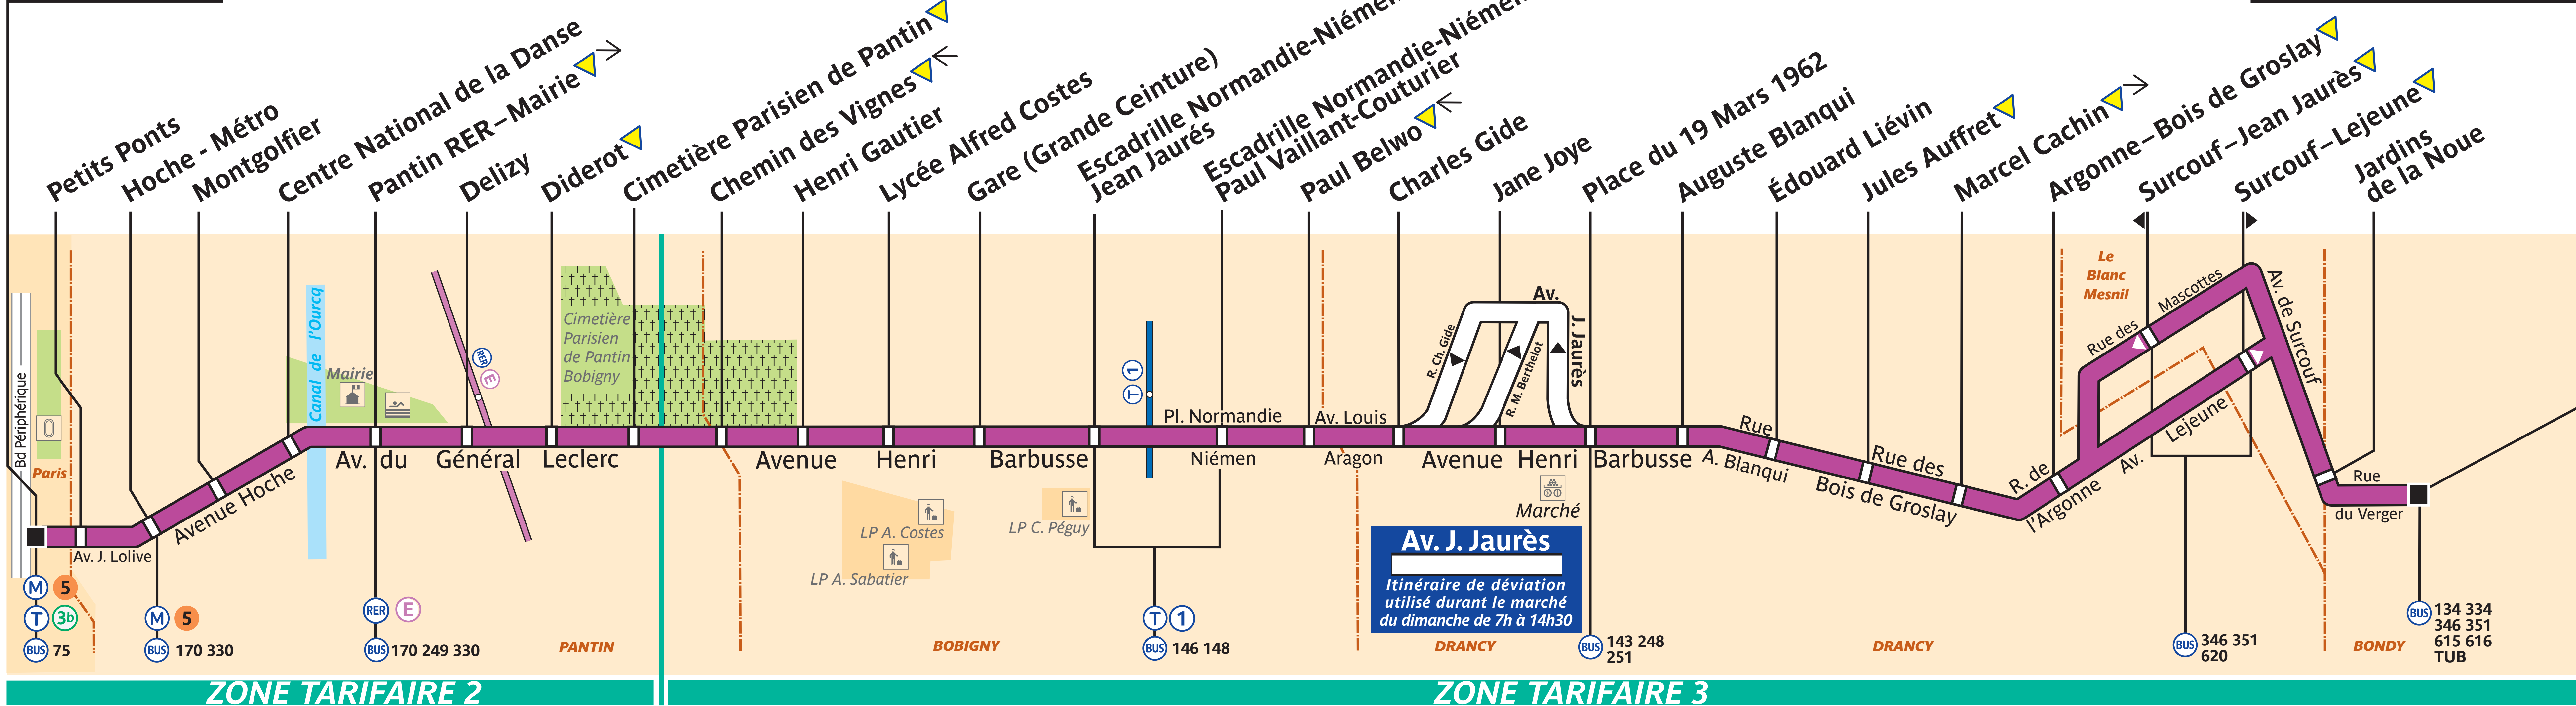 Petits Ponts
Hoche - Métro
Montgolfier
Centre National de la Danse
Pantin RER–Mairie
Delizy
Diderot
Cimetière Parisien de Pantin
Chemin des Vignes
Henri Gautier
Lycée Alfred Costes
Gare (Grande Ceinture)
Escadrille Normandie-Niémen
Jean Jaurés
Escadrille Normandie-Niémen
Paul Vaillant-Couturier
Paul Belwo
Charles Gide
Jane Joye
Place du 19 Mars 1962
Auguste Blanqui
Édouard Liévin
Jules Auffret
Marcel Cachin
Argonne–Bois de Groslay
Surcouf–Jean Jaurès
Surcouf–Lejeune
Jardins
de la Noue
Bd Périphérique
Paris
Av. J. Lolive
Avenue Hoche
Canal de l'Ourcq
Mairie
RER E
Av. du Général Leclerc
Cimetière
Parisien
de Pantin
Bobigny
Avenue Henri Barbusse
LP A. Costes
LP A. Sabatier
LP C. Péguy
T 1
Pl. Normandie
Niémen
Av. Louis
Aragon
R. Ch. Gide
R. M. Berthelot
Av.
J. Jaurès
Avenue Henri Barbusse
Marché
Av. J. Jaurès
Itinéraire de déviation
utilisé durant le marché
du dimanche de 7h à 14h30
Rue
A. Blanqui
Rue des
Bois de Groslay
R. de
l'Argonne
Le
Blanc
Mesnil
Rue des Mascottes
Av. Lejeune
Av. de Surcouf
Rue
du Verger
M 5
T 3b
BUS 75
M 5
BUS 170 330
RER E
BUS 170 249 330
T 1
BUS 146 148
BUS 143 248
251
BUS 346 351
620
BUS 134 334
346 351
615 616
TUB
PANTIN
BOBIGNY
DRANCY
DRANCY
BONDY
ZONE TARIFAIRE 2
ZONE TARIFAIRE 3